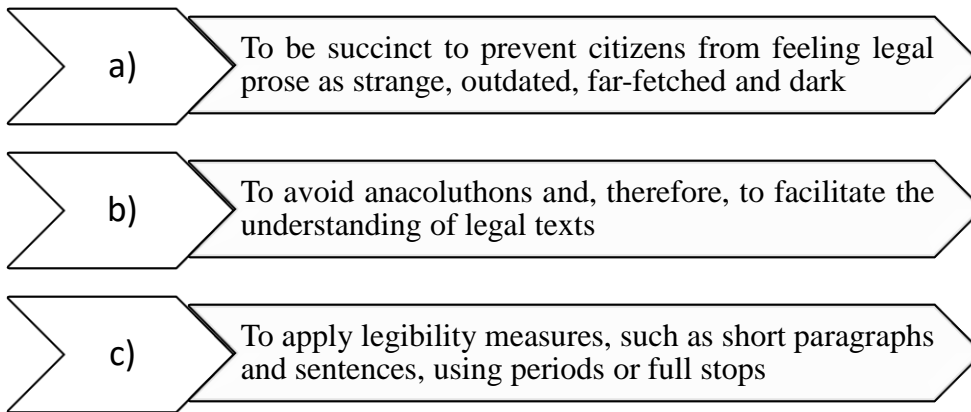 a)
To be succinct to prevent citizens from feeling legal
prose as strange, outdated, far-fetched and dark
b)
To avoid anacoluthons and, therefore, to facilitate the
understanding of legal texts
c)
To apply legibility measures, such as short paragraphs
and sentences, using periods or full stops